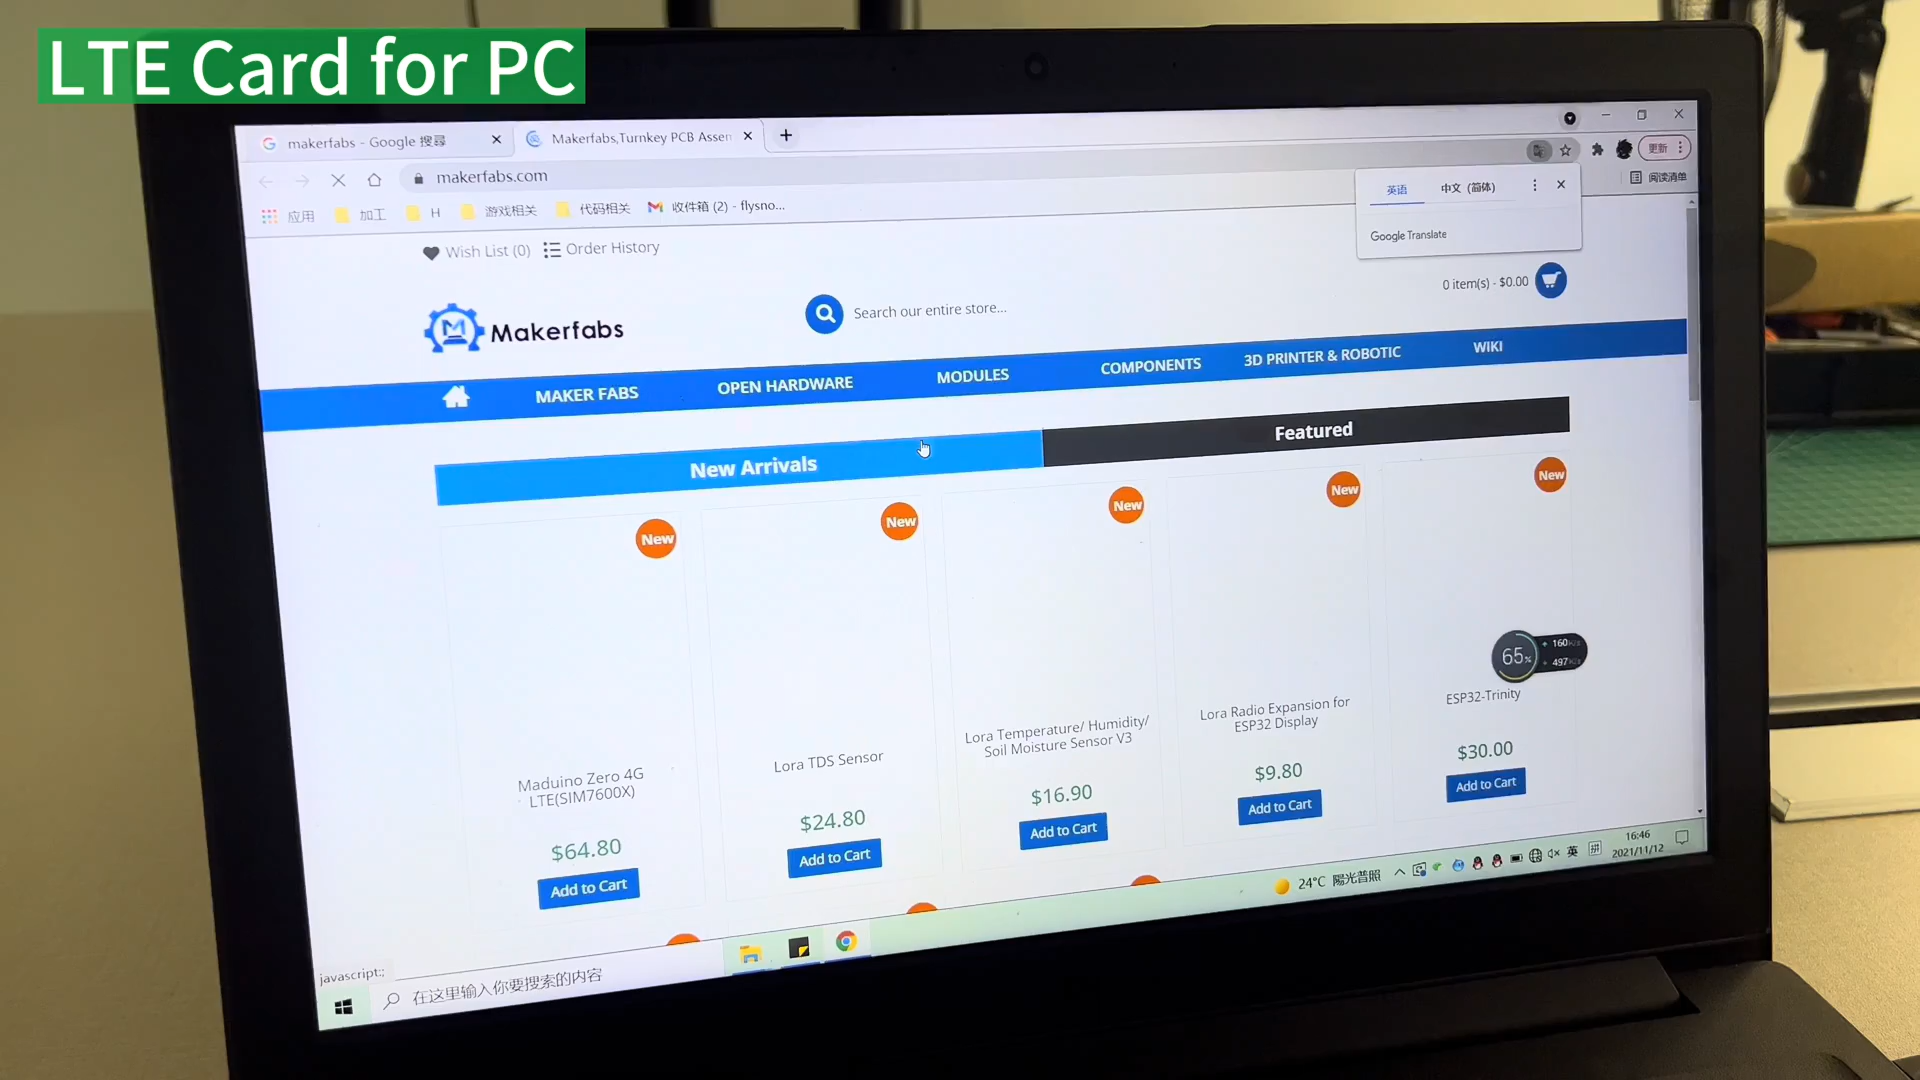 LTE Card for PC
makerfabs - Google 搜尋
Makerfabs,Turnkey PCB Assem
makerfabs.com
更新
应用
加工
H
游戏相关
代码相关
收件箱 (2) - flysno...
阅读清单
英语
中文 (简体)
Google Translate
Wish List (0)
Order History
0 item(s) - $0.00
Makerfabs
Search our entire store...
MAKER FABS
OPEN HARDWARE
MODULES
COMPONENTS
3D PRINTER & ROBOTIC
WIKI
New Arrivals
Featured
New
New
New
New
New
Maduino Zero 4G
LTE(SIM7600X)
$64.80
Add to Cart
Lora TDS Sensor
$24.80
Add to Cart
Lora Temperature/ Humidity/
Soil Moisture Sensor V3
$16.90
Add to Cart
Lora Radio Expansion for
ESP32 Display
$9.80
Add to Cart
ESP32-Trinity
$30.00
Add to Cart
65%
160K/s
497K/s
javascript:;
在这里输入你要搜索的内容
24°C 陽光普照
英
拼
16:46
2021/11/12